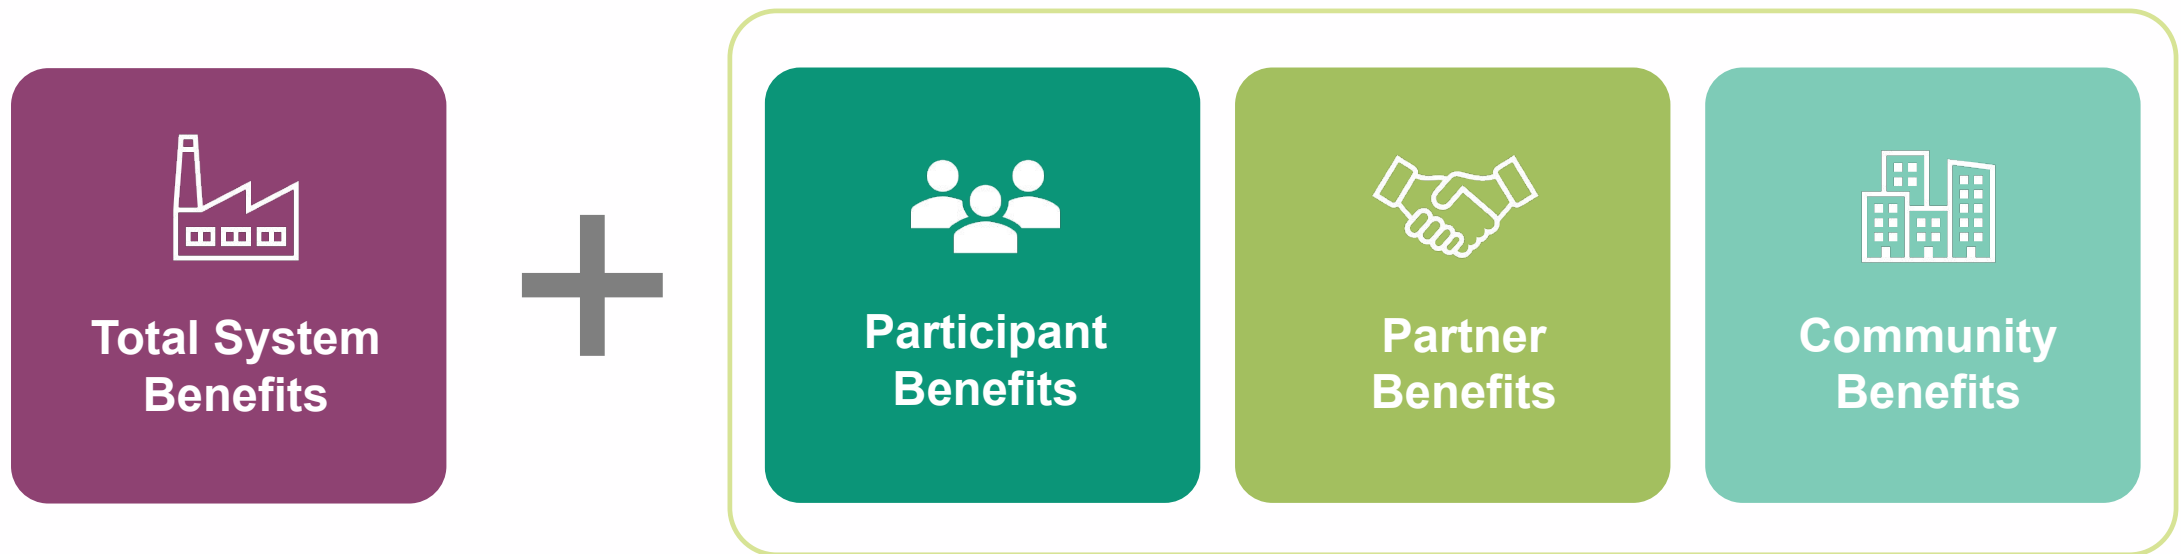 Total System
Benefits
Participant
Benefits
Partner
Benefits
Community
Benefits